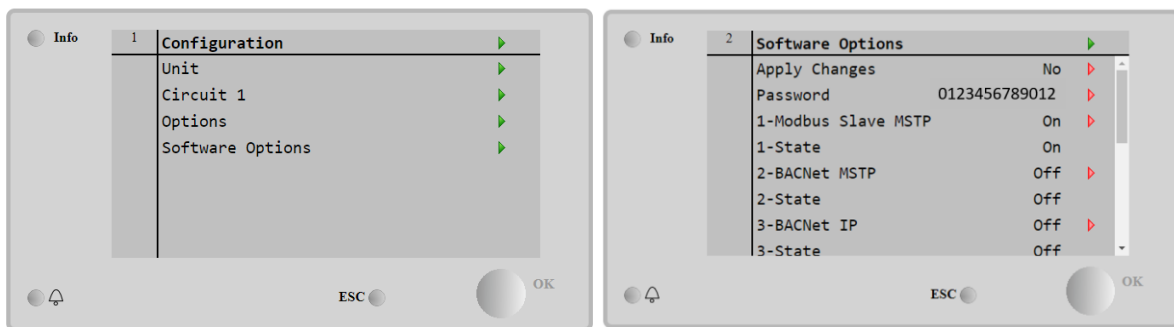 Info
1 Configuration
Unit
Circuit 1
Options
Software Options
ESC
OK
Info
2 Software Options
Apply Changes No
Password 0123456789012
1-Modbus Slave MSTP On
1-State On
2-BACNet MSTP Off
2-State Off
3-BACNet IP Off
3-State Off
ESC
OK